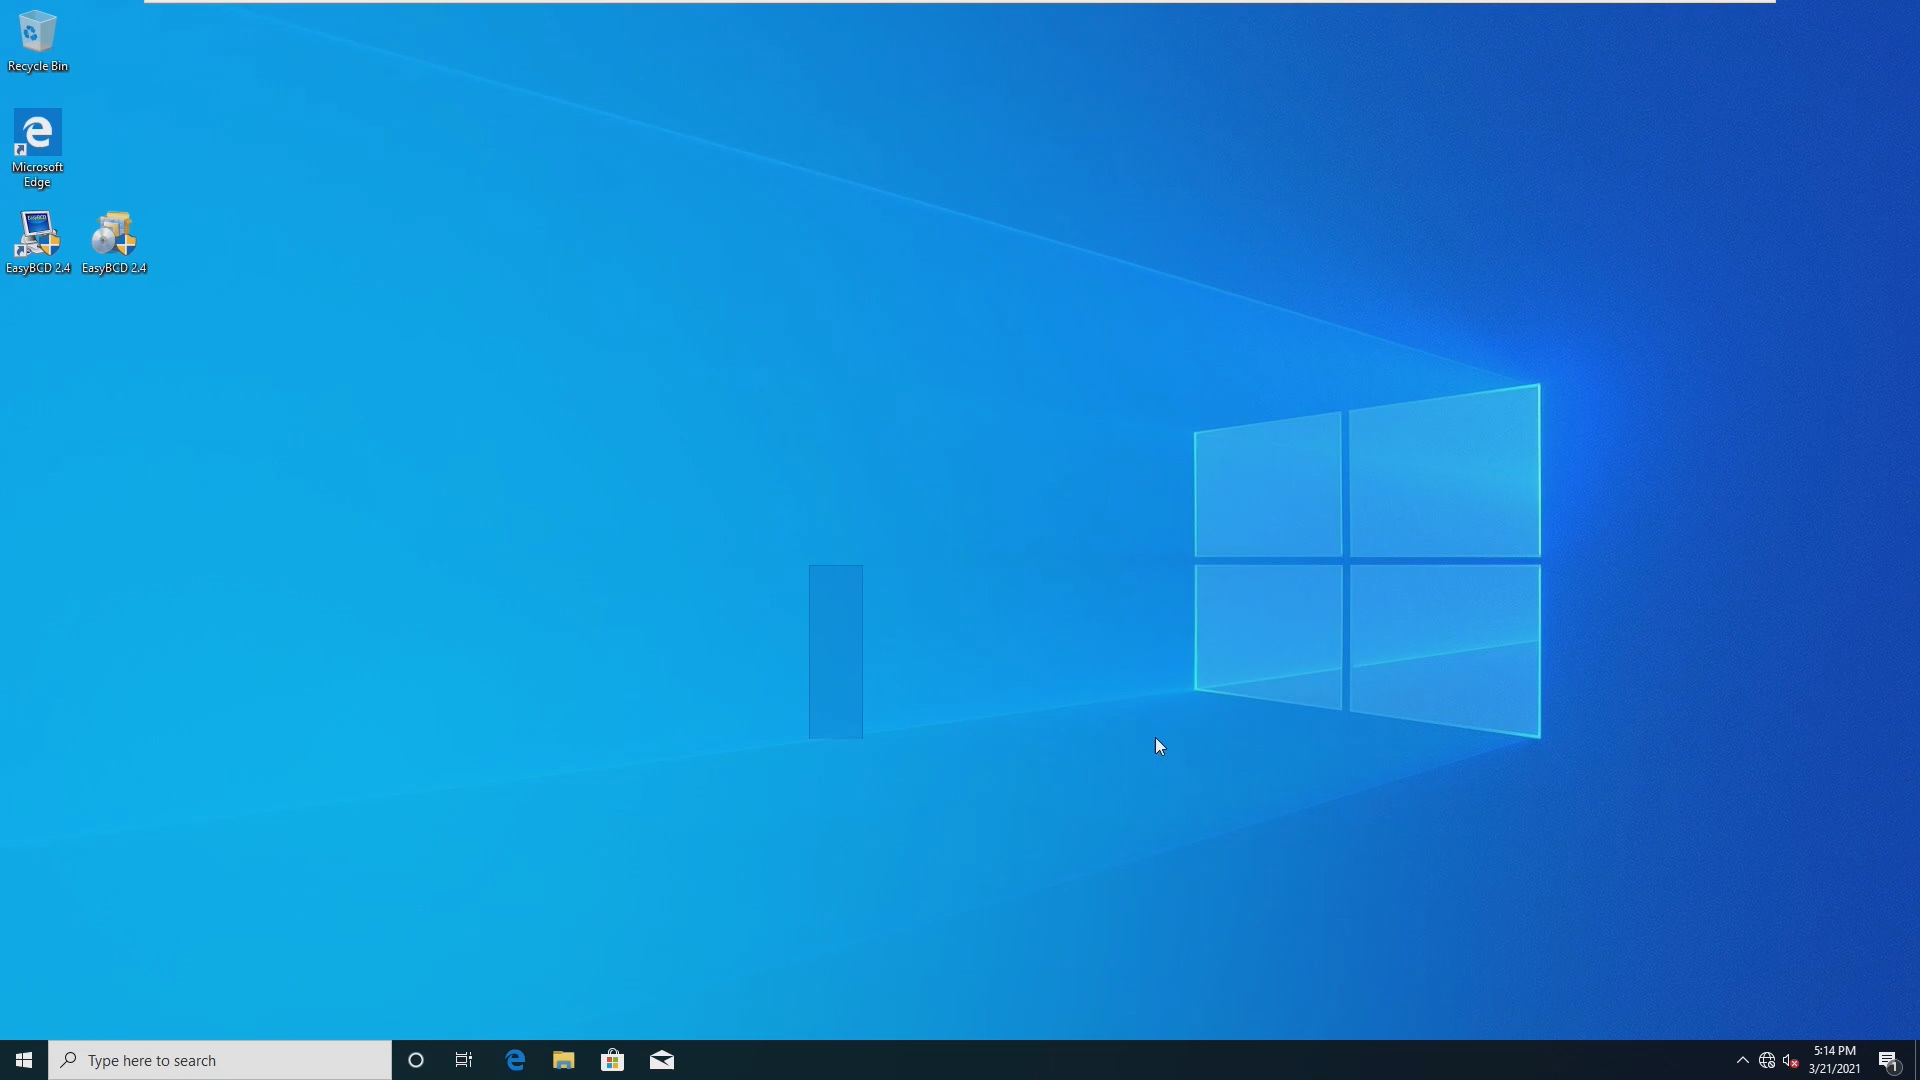 Recycle Bin
Microsoft
Edge
EasyBCD 2.4
EasyBCD 2.4
Type here to search
5:14 PM
3/21/2021
1